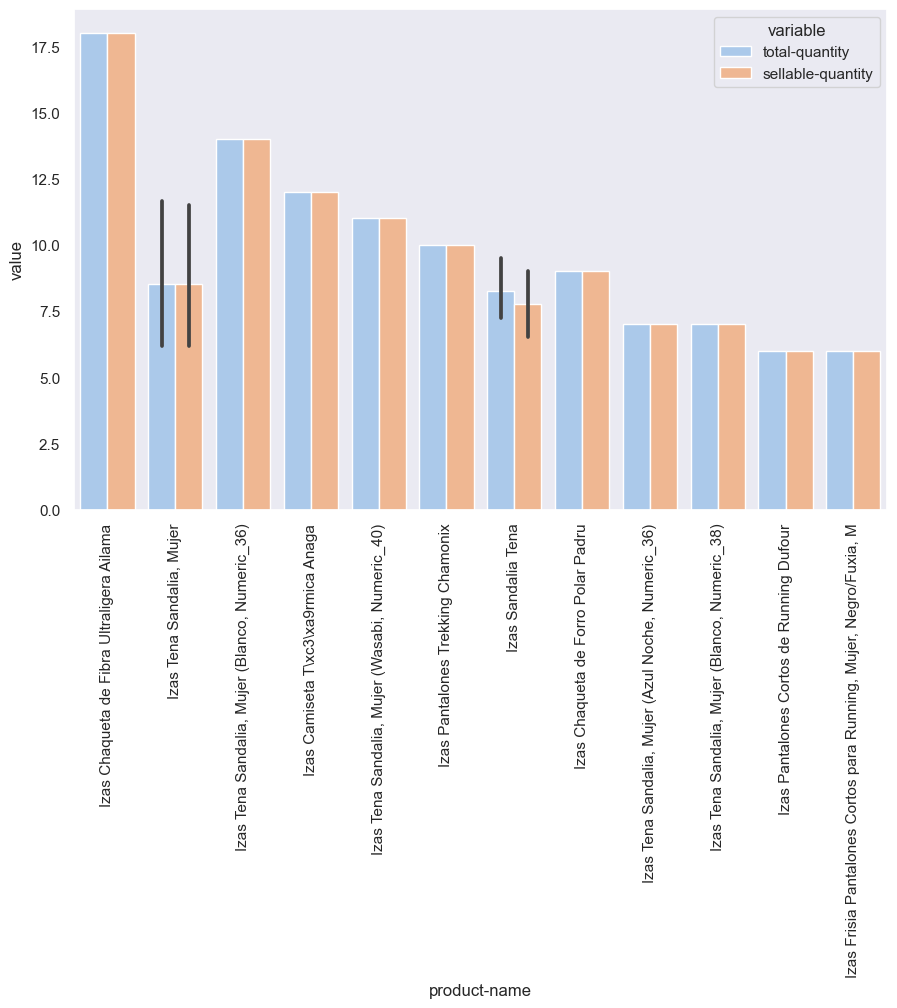 variable
total-quantity
sellable-quantity
value
17.5
15.0
12.5
10.0
7.5
5.0
2.5
0.0
Izas Chaqueta de Fibra Ultraligera Ailama
Izas Tena Sandalia, Mujer
Izas Tena Sandalia, Mujer (Blanco, Numeric_36)
Izas Camiseta T\xc3\xa9rmica Anaga
Izas Tena Sandalia, Mujer (Wasabi, Numeric_40)
Izas Pantalones Trekking Chamonix
Izas Sandalia Tena
Izas Chaqueta de Forro Polar Padru
Izas Tena Sandalia, Mujer (Azul Noche, Numeric_36)
Izas Tena Sandalia, Mujer (Blanco, Numeric_38)
Izas Pantalones Cortos de Running Dufour
Izas Frisia Pantalones Cortos para Running, Mujer, Negro/Fuxia, M
product-name